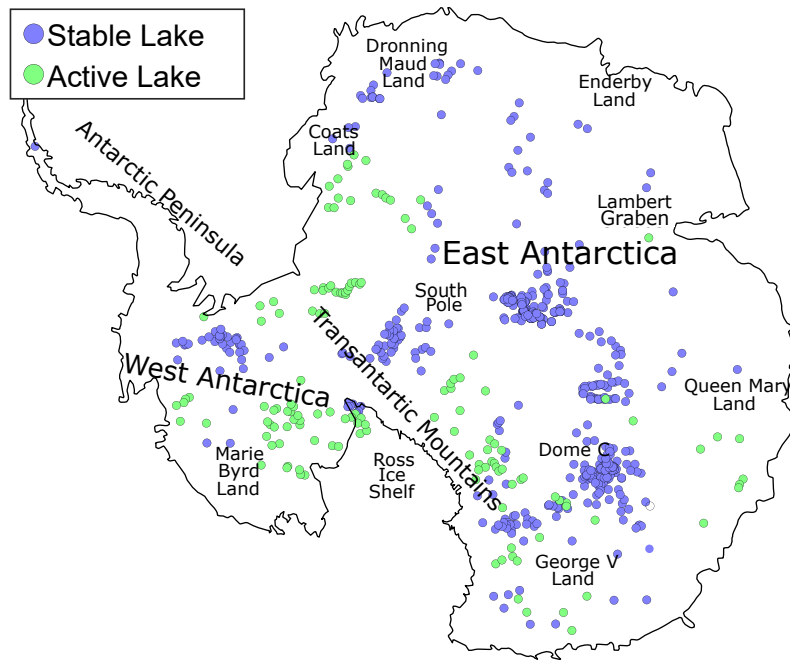 Stable Lake
Active Lake
Dronning
Maud
Land
Enderby
Land
Coats
Land
Antarctic Peninsula
Lambert
Graben
East Antarctica
South
Pole
Transantartic Mountains
West Antarctica
Queen Mary
Land
Marie
Byrd
Land
Ross
Ice
Shelf
Dome C
George V
Land